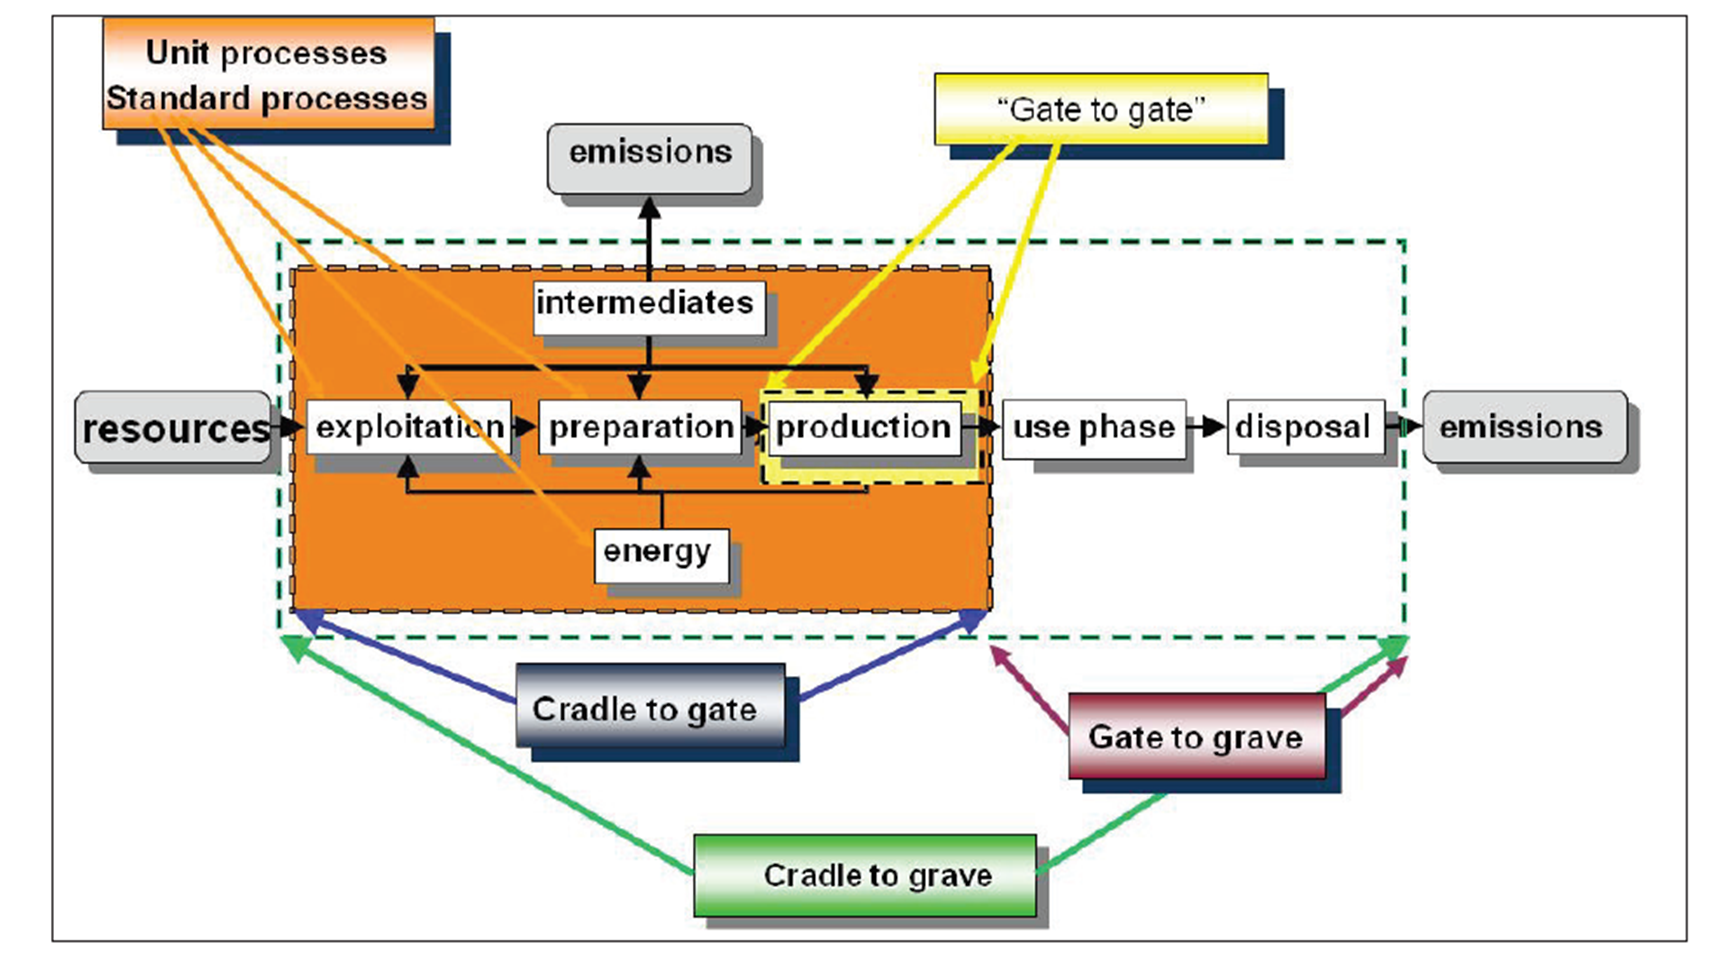 Unit processes
Standard processes
“Gate to gate”
emissions
intermediates
resources
exploitation
preparation
production
use phase
disposal
emissions
energy
Cradle to gate
Gate to grave
Cradle to grave